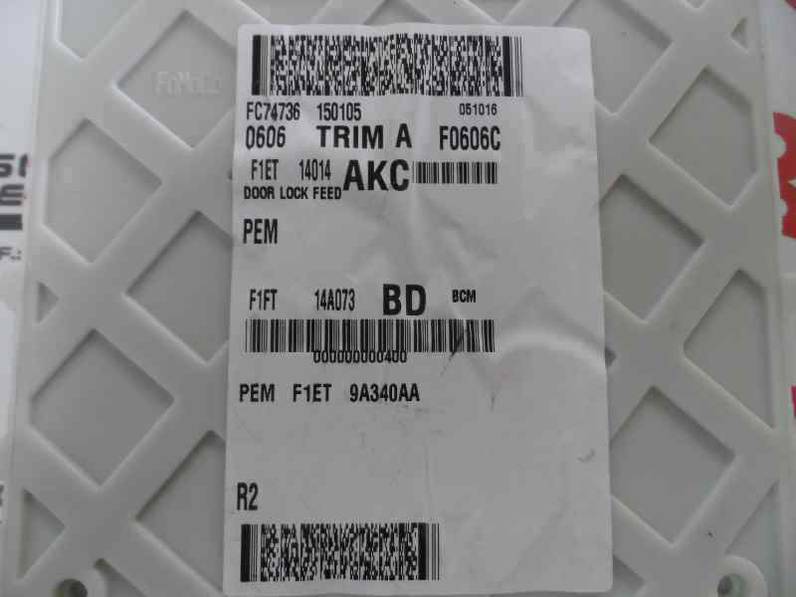 FoMoCo
FC74736 150105 051016
0606 TRIM A F0606C
F1ET 14014 AKC
DOOR LOCK FEED
PEM
F1FT 14A073 BD BCM
000000000400
PEM F1ET 9A340AA
R2